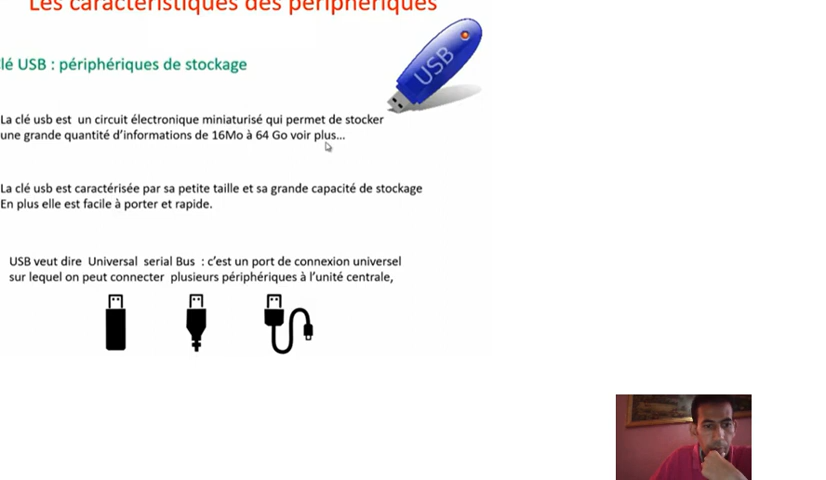 Les caractéristiques des périphériques
lé USB : périphériques de stockage
USB
La clé usb est un circuit électronique miniaturisé qui permet de stocker
une grande quantité d'informations de 16Mo à 64 Go voir plus...
La clé usb est caractérisée par sa petite taille et sa grande capacité de stockage
En plus elle est facile à porter et rapide.
USB veut dire Universal serial Bus : c'est un port de connexion universel
sur lequel on peut connecter plusieurs périphériques à l'unité centrale,